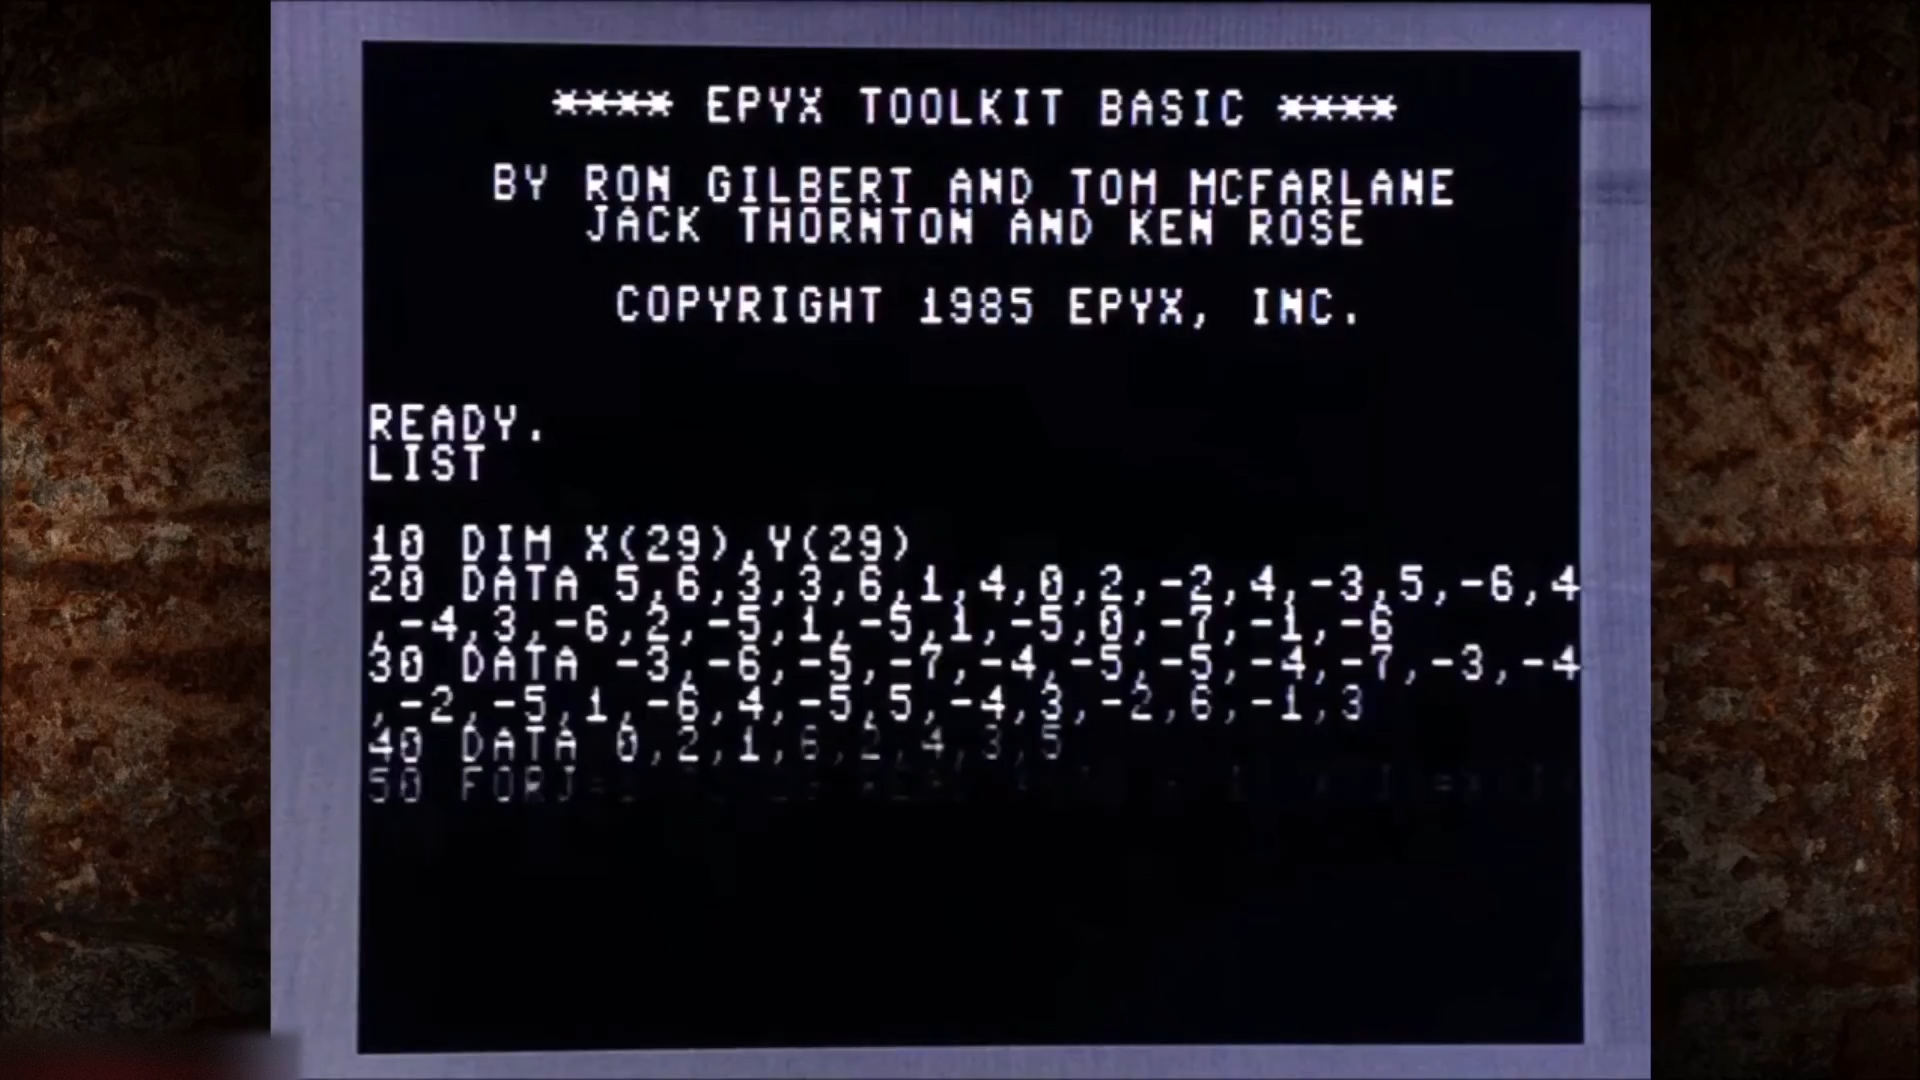 **** EPYX TOOLKIT BASIC ****
BY RON GILBERT AND TOM MCFARLANE
JACK THORNTON AND KEN ROSE
COPYRIGHT 1985 EPYX, INC.
READY.
LIST
10 DIM X(29),Y(29)
20 DATA 5,6,3,3,6,1,4,0,2,-2,4,-3,5,-6,4
,-4,3,-6,2,-5,1,-5,1,-5,0,-7,-1,-6
30 DATA -3,-6,-5,-7,-4,-5,-5,-4,-7,-3,-4
,-2,-5,1,-6,4,-5,5,-4,3,-2,6,-1,3
40 DATA 0,2,1,6,2,4,3,5
50 FORJ=